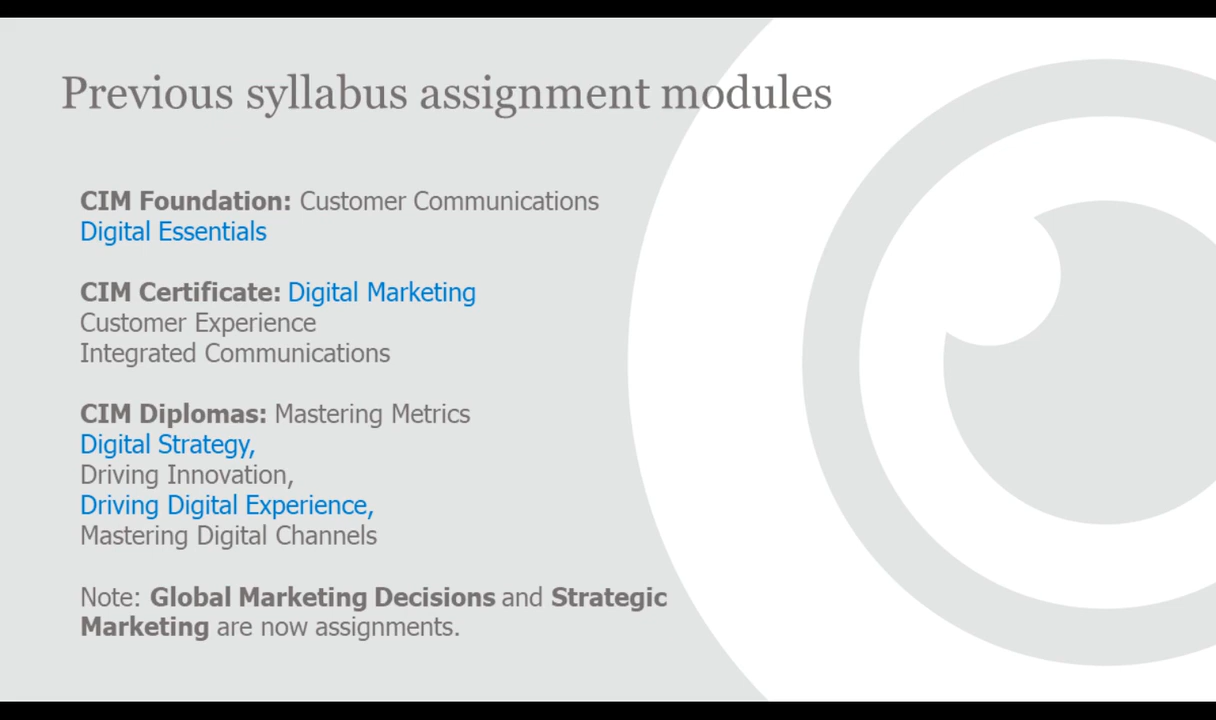 Previous syllabus assignment modules
CIM Foundation: Customer Communications
Digital Essentials
CIM Certificate: Digital Marketing
Customer Experience
Integrated Communications
CIM Diplomas: Mastering Metrics
Digital Strategy,
Driving Innovation,
Driving Digital Experience,
Mastering Digital Channels
Note: Global Marketing Decisions and Strategic
Marketing are now assignments.